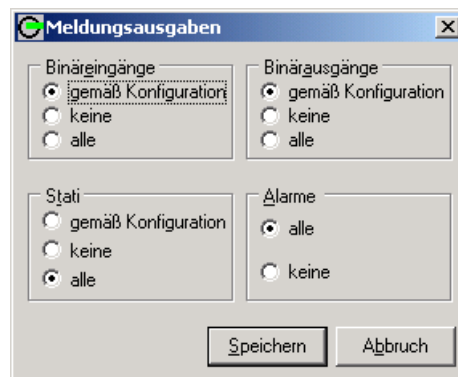 Meldungsausgaben
Binäreingänge
gemäß Konfiguration
keine
alle
Binärausgänge
gemäß Konfiguration
keine
alle
Stati
gemäß Konfiguration
keine
alle
Alarme
alle
keine
Speichern
Abbruch